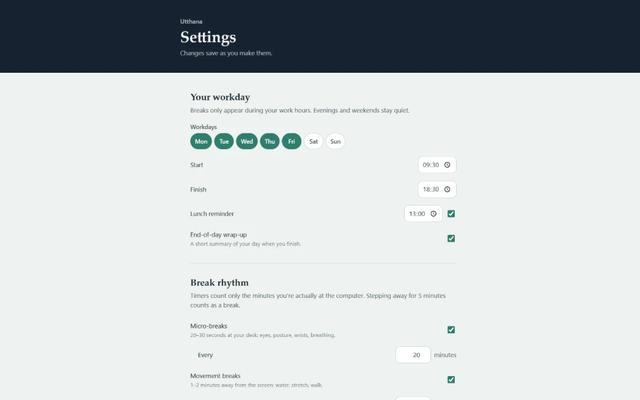 Utthana
Settings
Changes save as you make them.
Your workday
Breaks only appear during your work hours. Evenings and weekends stay quiet.
Workdays
Mon Tue Wed Thu Fri Sat Sun
Start 09:30
Finish 18:30
Lunch reminder 13:00
End-of-day wrap-up
A short summary of your day when you finish.
Break rhythm
Timers count only the minutes you're actually at the computer. Stepping away for 5 minutes
counts as a break.
Micro-breaks
20–30 seconds at your desk: eyes, posture, wrists, breathing.
Every 20 minutes
Movement breaks
1–2 minutes away from the screen: water, stretch, walk.